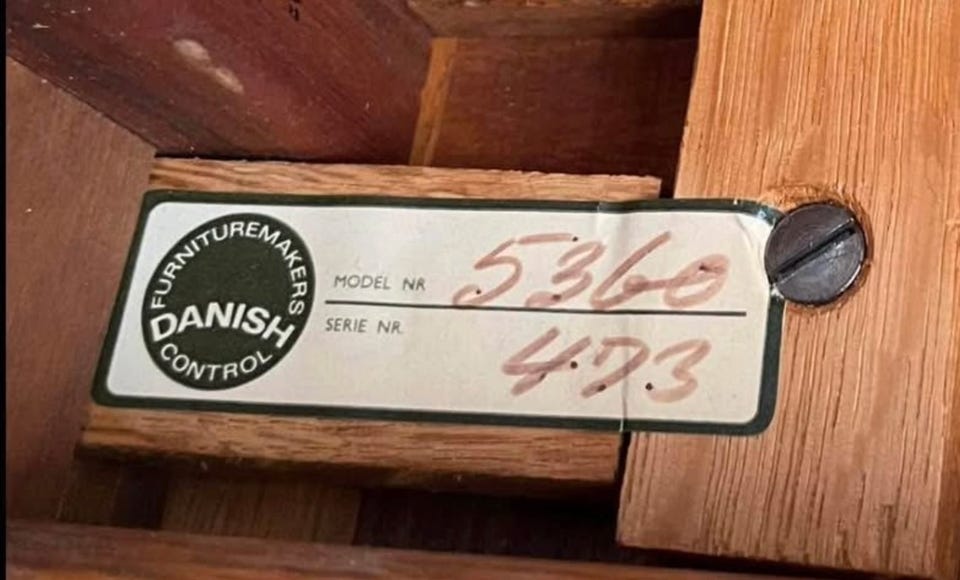 FURNITUREMAKERS
DANISH
CONTROL
MODEL NR 5360
SERIE NR. 473